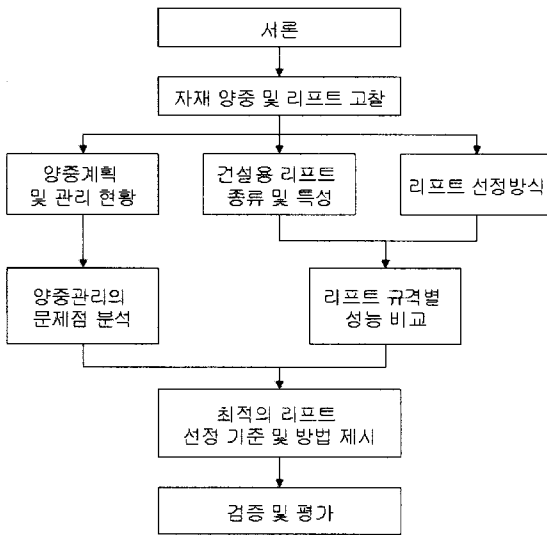 서론
자재 양중 및 리프트 고찰
양중계획
및 관리 현황
건설용 리프트
종류 및 특성
리프트 선정방식
양중관리의
문제점 분석
리프트 규격별
성능 비교
최적의 리프트
선정 기준 및 방법 제시
검증 및 평가